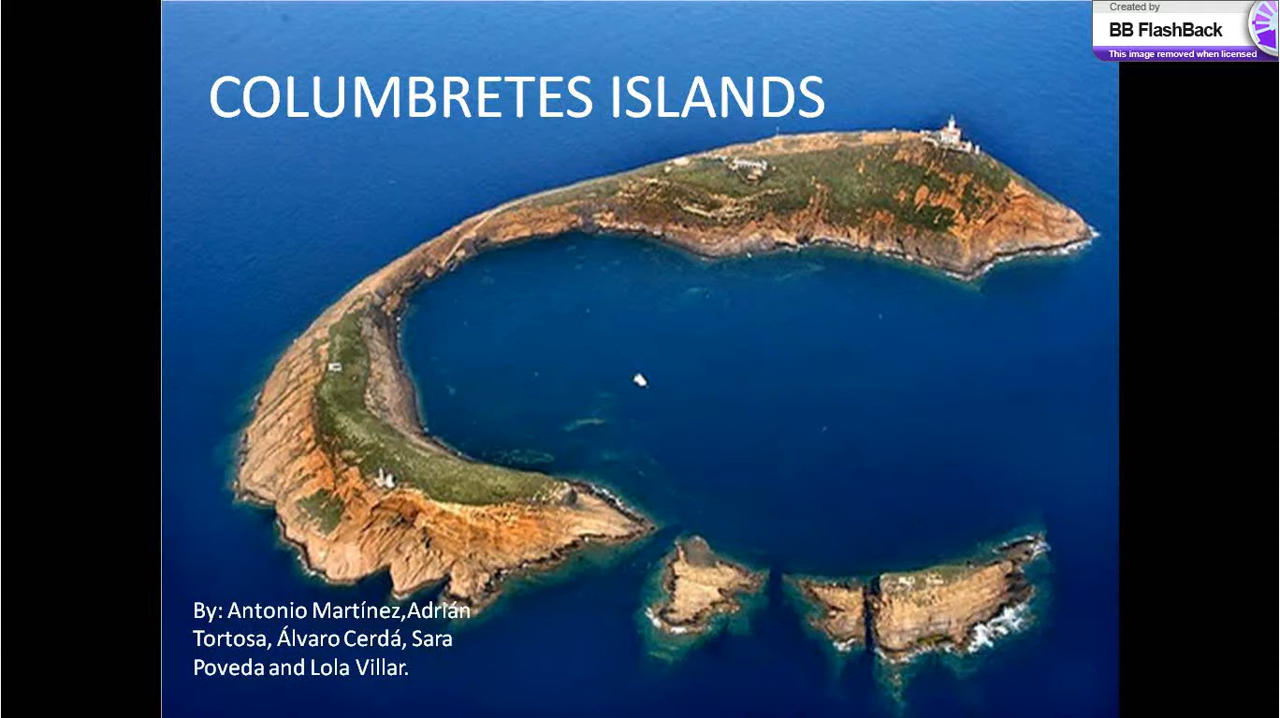 Created by
BB FlashBack
This image removed when licensed
COLUMBRETES ISLANDS
By: Antonio Martínez,Adrián
Tortosa, Álvaro Cerdá, Sara
Poveda and Lola Villar.